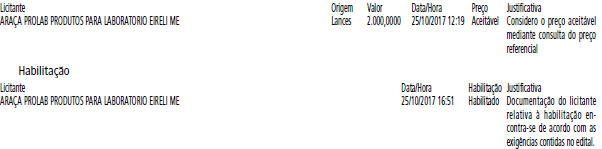 Licitante Origem Valor Data/Hora Preço Justificativa
ARAÇA PROLAB PRODUTOS PARA LABORATORIO EIRELI ME Lances 2.000,0000 25/10/2017 12:19 Aceitável Considero o preço aceitável
mediante consulta do preço
referencial
Habilitação
Licitante Data/Hora Habilitação Justificativa
ARAÇA PROLAB PRODUTOS PARA LABORATORIO EIRELI ME 25/10/2017 16:51 Habilitado Documentação do licitante
relativa à habilitação en-
contra-se de acordo com as
exigências contidas no edital.